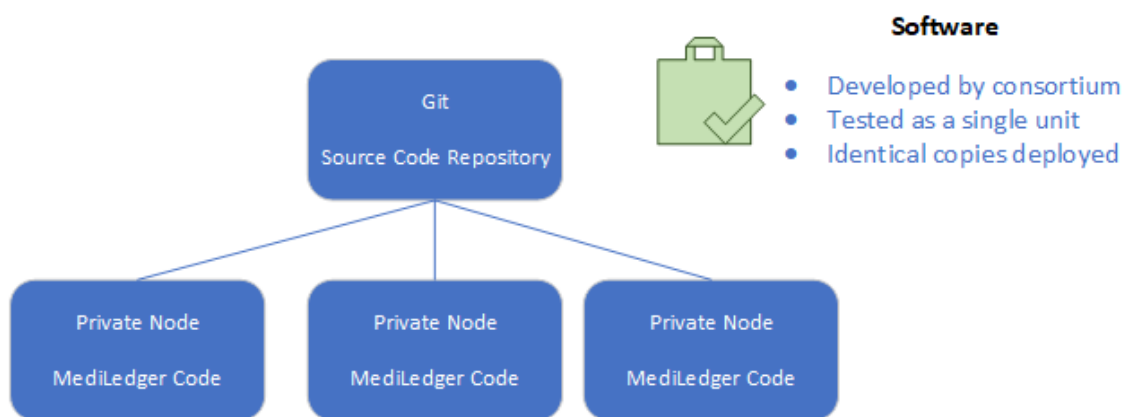 Software
Git
Source Code Repository
• Developed by consortium
• Tested as a single unit
• Identical copies deployed
Private Node
MediLedger Code
Private Node
MediLedger Code
Private Node
MediLedger Code